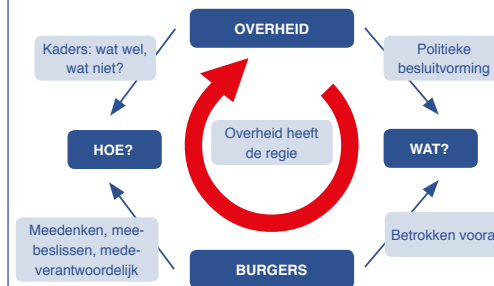 OVERHEID
Kaders: wat wel,
wat niet?
Politieke
besluitvorming
HOE?
Overheid heeft
de regie
WAT?
Meedenken, mee-
beslissen, mede-
verantwoordelijk
Betrokken voora
BURGERS